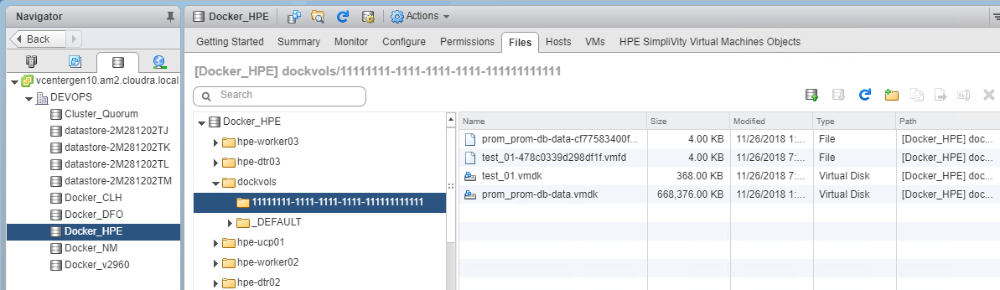 Navigator
Back
vcentergen10.am2.cloudra.local
DEVOPS
Cluster_Quorum
datastore-2M281202TJ
datastore-2M281202TK
datastore-2M281202TL
datastore-2M281202TM
Docker_CLH
Docker_DFO
Docker_HPE
Docker_NM
Docker_v2960
Docker_HPE Actions
Getting Started Summary Monitor Configure Permissions Files Hosts VMs HPE SimpliVity Virtual Machines Objects
[Docker_HPE] dockvols/11111111-1111-1111-1111-111111111111
Search
Docker_HPE
hpe-worker03
hpe-dtr03
dockvols
11111111-1111-1111-1111-111111111111
_DEFAULT
hpe-ucp01
hpe-worker02
hpe-dtr02
Name Size Modified Type Path
prom_prom-db-data-cf77583400f... 4.00 KB 11/26/2018 1:... File [Docker_HPE] doc...
test_01-478c0339d298df1f.vmfd 4.00 KB 11/26/2018 7:... File [Docker_HPE] doc...
test_01.vmdk 368.00 KB 11/26/2018 7:... Virtual Disk [Docker_HPE] doc...
prom_prom-db-data.vmdk 668,376.00 KB 11/26/2018 1:... Virtual Disk [Docker_HPE] doc...